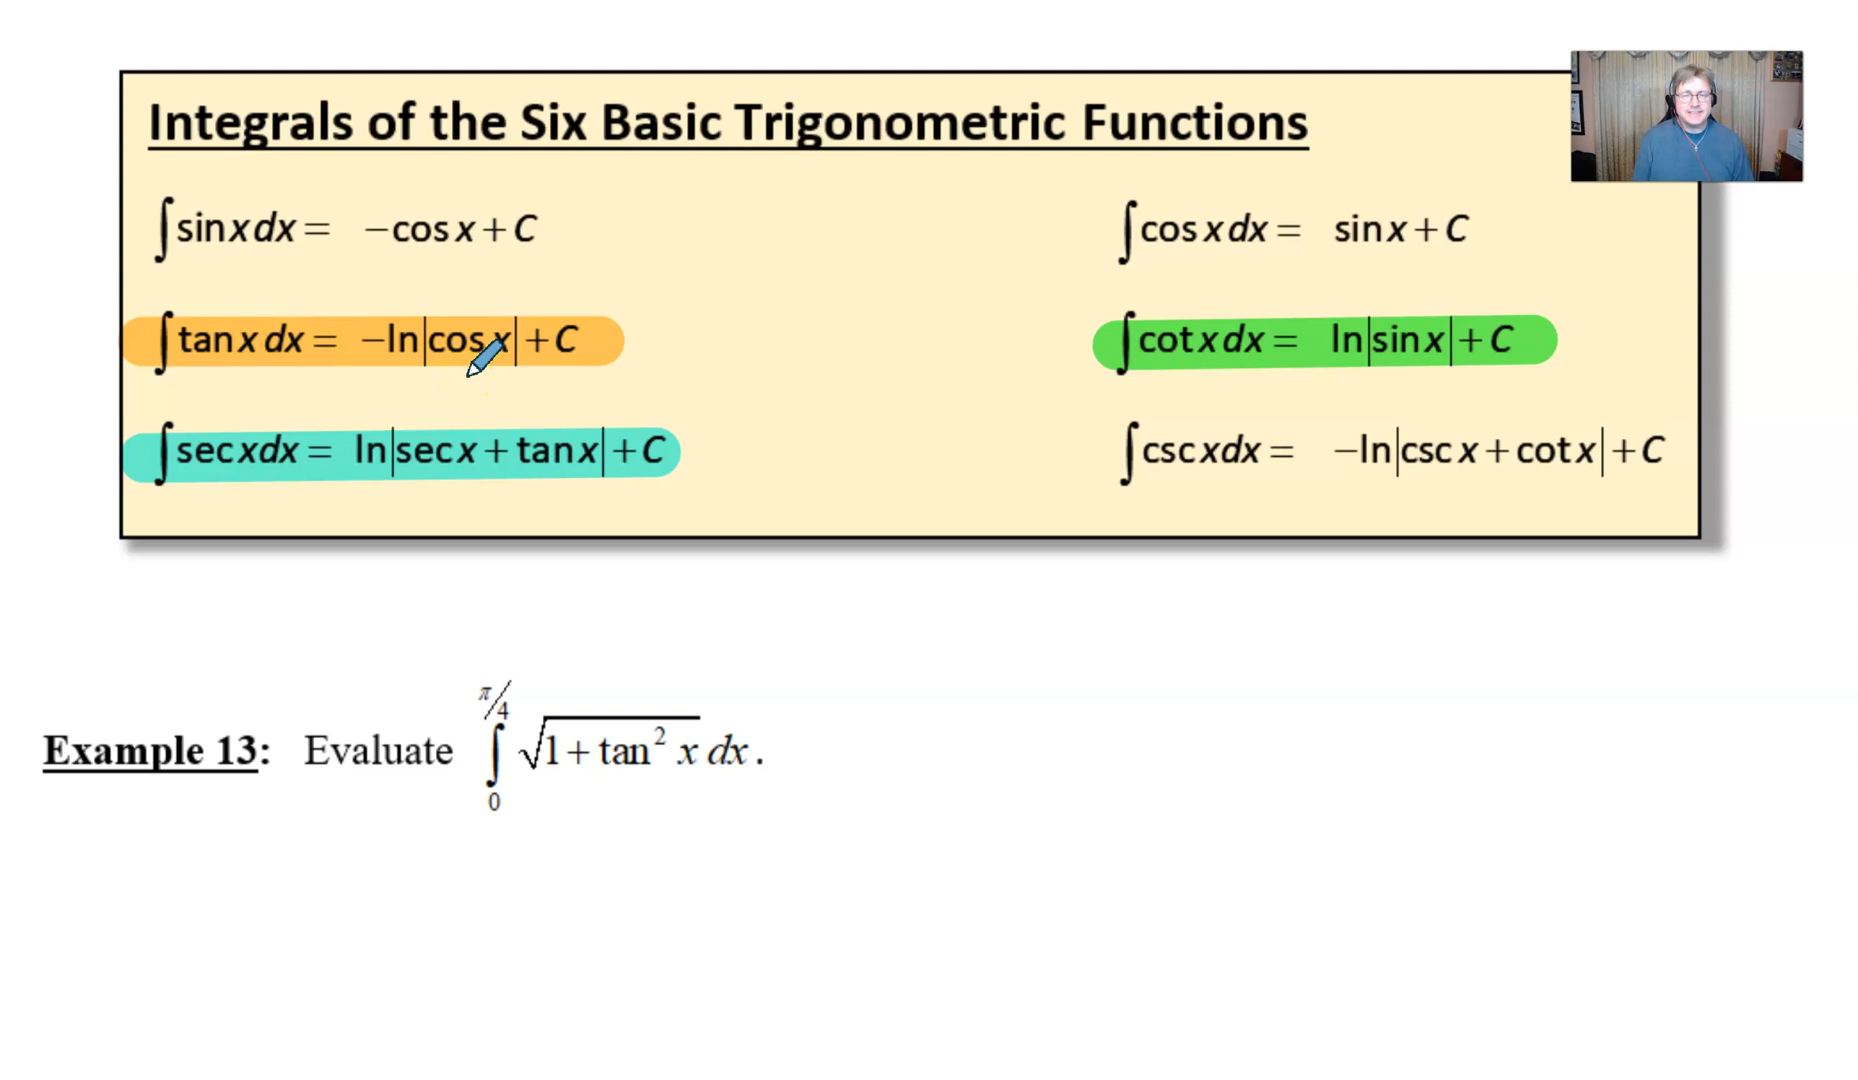 Integrals of the Six Basic Trigonometric Functions
∫sin x dx = −cos x + C
∫cos x dx = sin x + C
∫tan x dx = −ln|cos x| + C
∫cot x dx = ln|sin x| + C
∫sec x dx = ln|sec x + tan x| + C
∫csc x dx = −ln|csc x + cot x| + C
Example 13: Evaluate ∫₀^{π/4} √(1 + tan² x) dx.